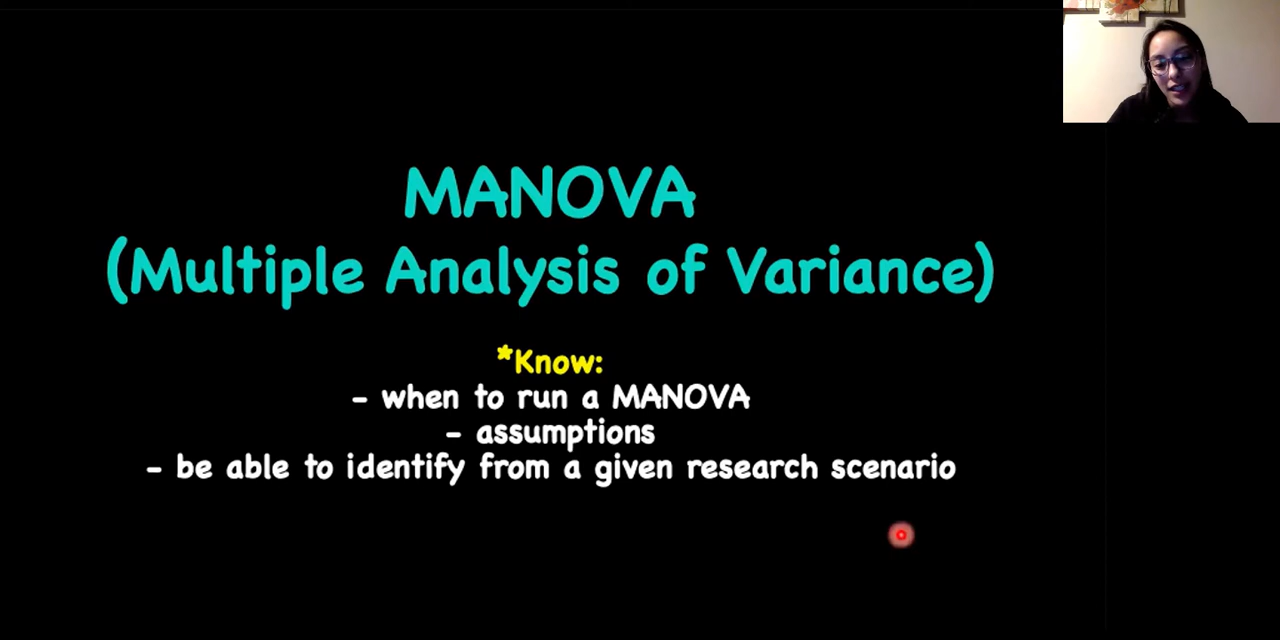 MANOVA
(Multiple Analysis of Variance)
*Know:
- when to run a MANOVA
- assumptions
- be able to identify from a given research scenario